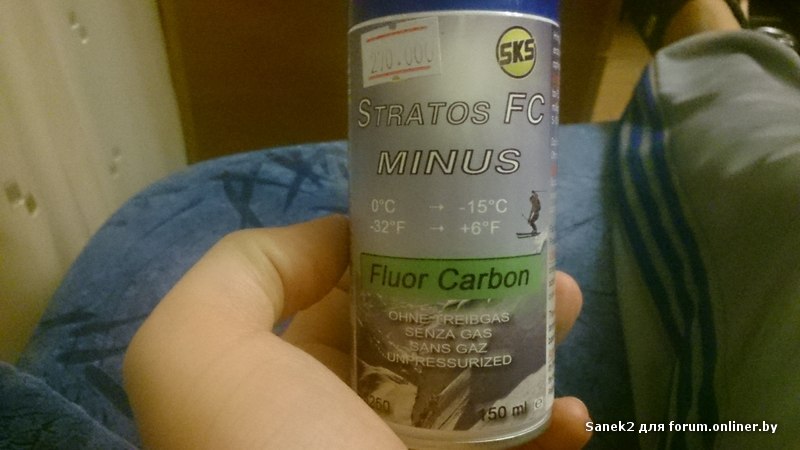 210.000
SKS
STRATOS FC
MINUS
0°C → -15°C
-32°F → +6°F
Fluor Carbon
OHNE TREIBGAS
SENZA GAS
SANS GAZ
UNPRESSURIZED
260
150 ml e
Sanek2 для forum.onliner.by